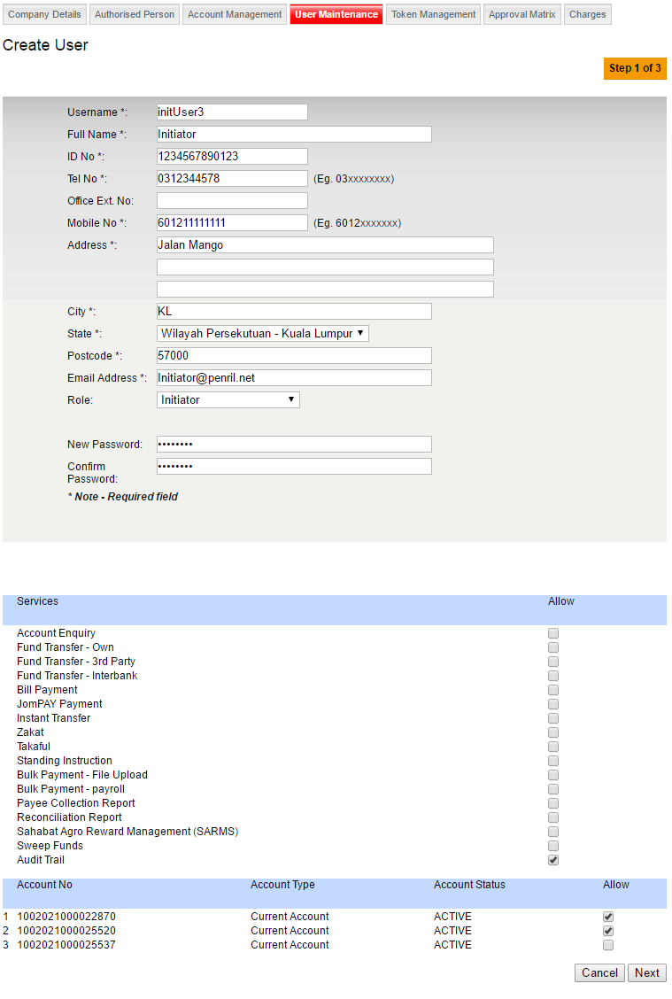 Company Details Authorised Person Account Management User Maintenance Token Management Approval Matrix Charges
Create User
Step 1 of 3
Username *: initUser3
Full Name *: Initiator
ID No *: 1234567890123
Tel No *: 0312344578 (Eg. 03xxxxxxxx)
Office Ext. No:
Mobile No *: 601211111111 (Eg. 6012xxxxxxx)
Address *: Jalan Mango
City *: KL
State *: Wilayah Persekutuan - Kuala Lumpur
Postcode *: 57000
Email Address *: Initiator@penril.net
Role: Initiator
New Password: ••••••••
Confirm ••••••••
Password:
* Note - Required field
Services Allow
Account Enquiry
Fund Transfer - Own
Fund Transfer - 3rd Party
Fund Transfer - Interbank
Bill Payment
JomPAY Payment
Instant Transfer
Zakat
Takaful
Standing Instruction
Bulk Payment - File Upload
Bulk Payment - payroll
Payee Collection Report
Reconciliation Report
Sahabat Agro Reward Management (SARMS)
Sweep Funds
Audit Trail
Account No Account Type Account Status Allow
1 1002021000022870 Current Account ACTIVE
2 1002021000025520 Current Account ACTIVE
3 1002021000025537 Current Account ACTIVE
Cancel Next